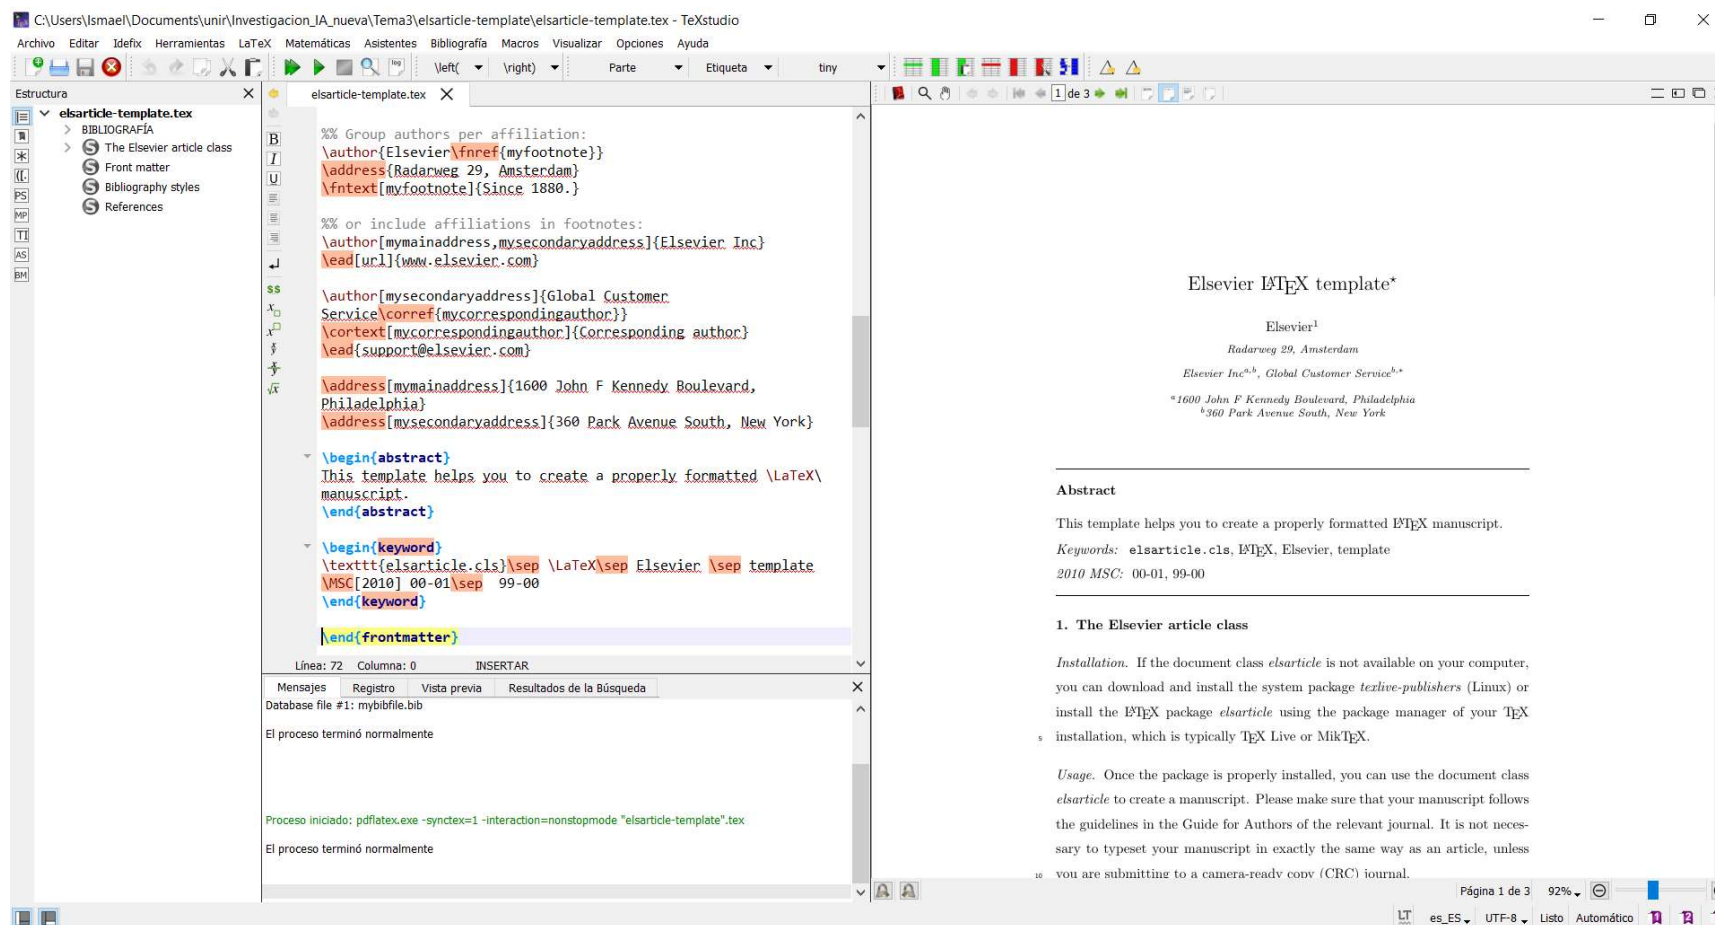 C:\Users\Ismael\Documents\unir\Investigacion_IA_nueva\Tema3\elsarticle-template\elsarticle-template.tex - TeXstudio
Archivo Editar Idefix Herramientas LaTeX Matemáticas Asistentes Bibliografía Macros Visualizar Opciones Ayuda
log \left( \right) Parte Etiqueta tiny
Estructura
elsarticle-template.tex
BIBLIOGRAFÍA
S The Elsevier article class
S Front matter
S Bibliography styles
S References
PS
MP
TI
AS
BM
elsarticle-template.tex
B
I
U
$$
%% Group authors per affiliation:
\author{Elsevier\fnref{myfootnote}}
\address{Radarweg 29, Amsterdam}
\fntext[myfootnote]{Since 1880.}
%% or include affiliations in footnotes:
\author[mymainaddress,mysecondaryaddress]{Elsevier Inc}
\ead[url]{www.elsevier.com}
\author[mysecondaryaddress]{Global Customer
Service\corref{mycorrespondingauthor}}
\cortext[mycorrespondingauthor]{Corresponding author}
\ead{support@elsevier.com}
\address[mymainaddress]{1600 John F Kennedy Boulevard,
Philadelphia}
\address[mysecondaryaddress]{360 Park Avenue South, New York}
\begin{abstract}
This template helps you to create a properly formatted \LaTeX\
manuscript.
\end{abstract}
\begin{keyword}
\texttt{elsarticle.cls}\sep \LaTeX\sep Elsevier \sep template
\MSC[2010] 00-01\sep  99-00
\end{keyword}
\end{frontmatter}
Línea: 72 Columna: 0 INSERTAR
Mensajes Registro Vista previa Resultados de la Búsqueda
Database file #1: mybibfile.bib
El proceso terminó normalmente
Proceso iniciado: pdflatex.exe -synctex=1 -interaction=nonstopmode "elsarticle-template".tex
El proceso terminó normalmente
1 de 3
Elsevier LATEX template⋆
Elsevier1
Radarweg 29, Amsterdam
Elsevier Inca,b, Global Customer Serviceb,∗
a1600 John F Kennedy Boulevard, Philadelphia
b360 Park Avenue South, New York
Abstract
This template helps you to create a properly formatted LATEX manuscript.
Keywords: elsarticle.cls, LATEX, Elsevier, template
2010 MSC: 00-01, 99-00
1. The Elsevier article class
Installation. If the document class elsarticle is not available on your computer,
you can download and install the system package texlive-publishers (Linux) or
install the LATEX package elsarticle using the package manager of your TEX
5 installation, which is typically TEX Live or MikTEX.
Usage. Once the package is properly installed, you can use the document class
elsarticle to create a manuscript. Please make sure that your manuscript follows
the guidelines in the Guide for Authors of the relevant journal. It is not neces-
sary to typeset your manuscript in exactly the same way as an article, unless
10 you are submitting to a camera-ready copy (CRC) journal.
Página 1 de 3 92%
LT es_ES UTF-8 Listo Automático